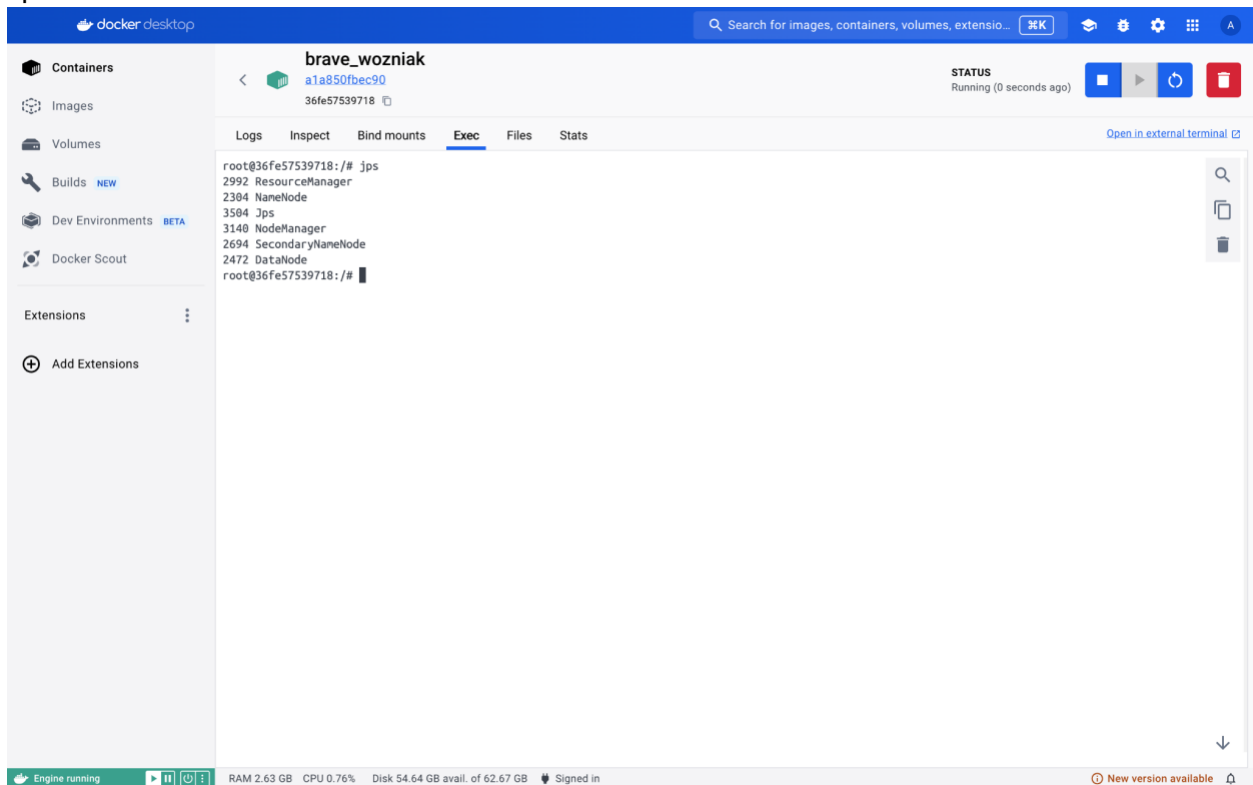 docker desktop
Search for images, containers, volumes, extensio... ⌘K
A
Containers
Images
Volumes
Builds NEW
Dev Environments BETA
Docker Scout
Extensions
Add Extensions
brave_wozniak
a1a850fbec90
36fe57539718
STATUS
Running (0 seconds ago)
Logs Inspect Bind mounts Exec Files Stats
Open in external terminal
root@36fe57539718:/# jps
2992 ResourceManager
2304 NameNode
3504 Jps
3140 NodeManager
2694 SecondaryNameNode
2472 DataNode
root@36fe57539718:/#
Engine running
RAM 2.63 GB CPU 0.76% Disk 54.64 GB avail. of 62.67 GB Signed in
New version available